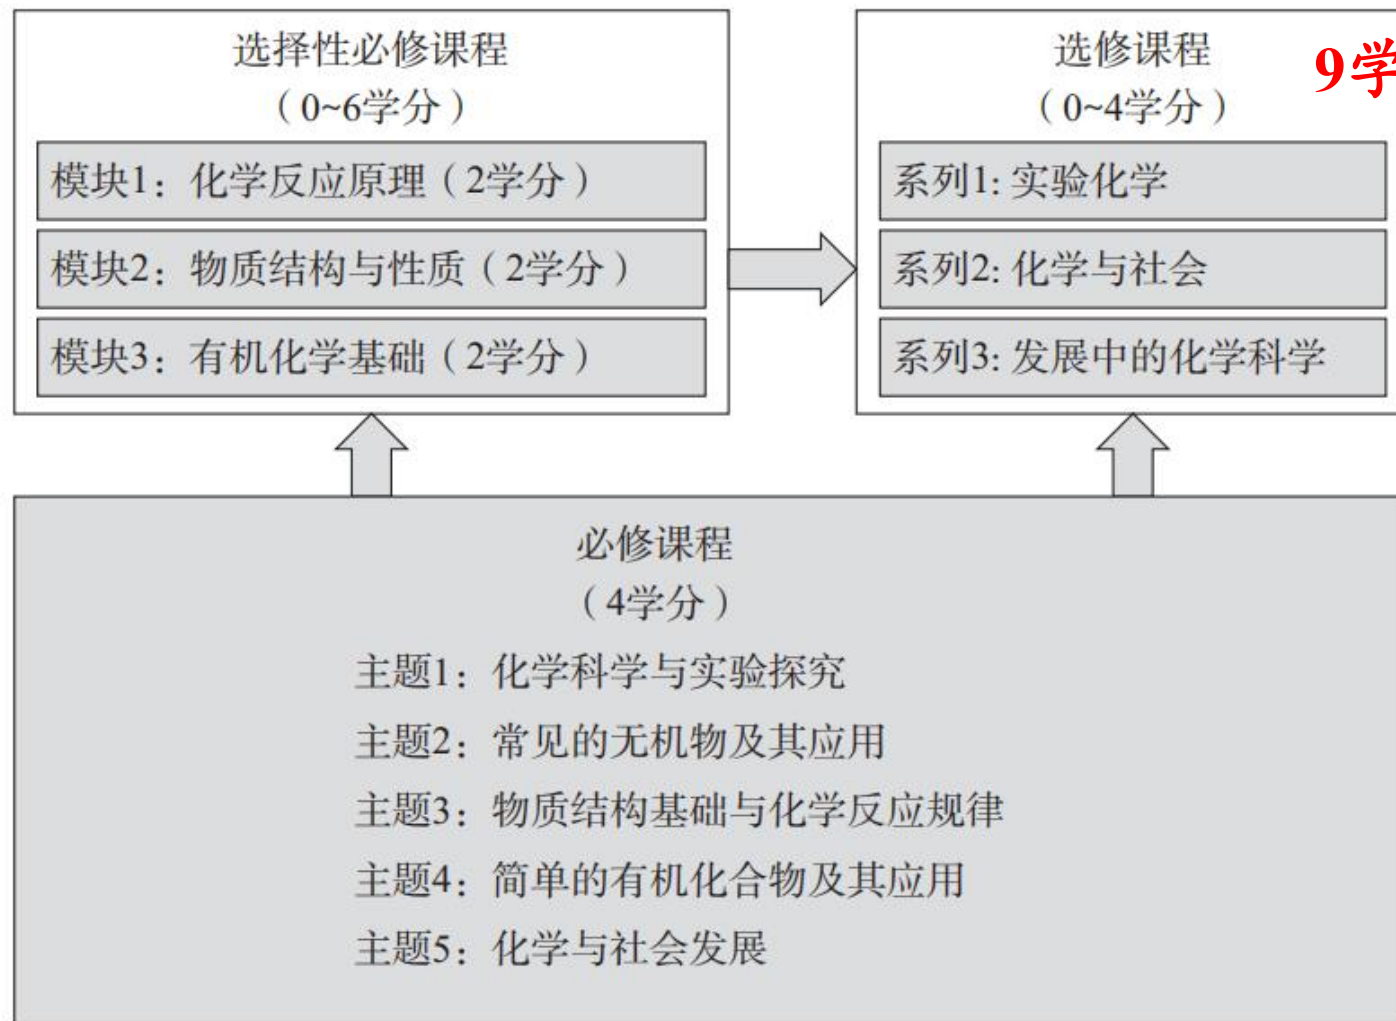 选择性必修课程
（0~6学分）
模块1：化学反应原理（2学分）
模块2：物质结构与性质（2学分）
模块3：有机化学基础（2学分）
选修课程
（0~4学分）
9学
系列1: 实验化学
系列2: 化学与社会
系列3: 发展中的化学科学
必修课程
（4学分）
主题1：化学科学与实验探究
主题2：常见的无机物及其应用
主题3：物质结构基础与化学反应规律
主题4：简单的有机化合物及其应用
主题5：化学与社会发展